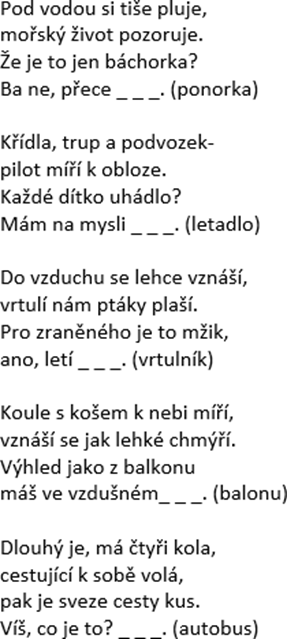 Pod vodou si tiše pluje,
mořský život pozoruje.
Že je to jen báchorka?
Ba ne, přece _ _ _. (ponorka)

Křídla, trup a podvozek-
pilot míří k obloze.
Každé dítko uhádlo?
Mám na mysli _ _ _. (letadlo)

Do vzduchu se lehce vznáší,
vrtulí nám ptáky plaší.
Pro zraněného je to mžik,
ano, letí _ _ _. (vrtulník)

Koule s košem k nebi míří,
vznáší se jak lehké chmýří.
Výhled jako z balkonu
máš ve vzdušném_ _ _. (balonu)

Dlouhý je, má čtyři kola,
cestující k sobě volá,
pak je sveze cesty kus.
Víš, co je to? _ _ _. (autobus)